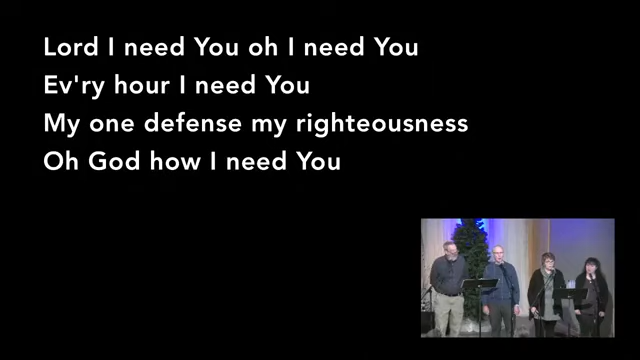 Lord I need You oh I need You
Ev'ry hour I need You
My one defense my righteousness
Oh God how I need You